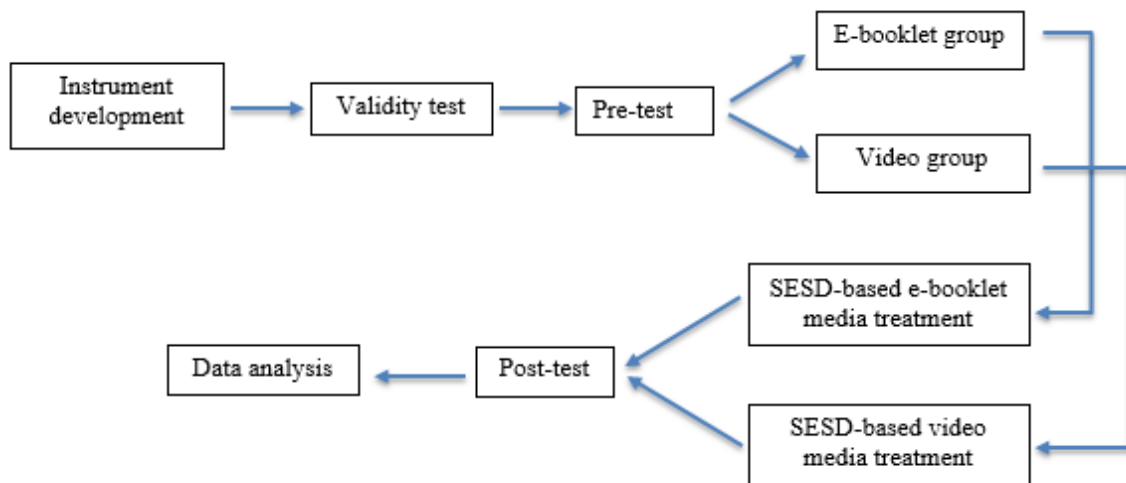 E-booklet group
Instrument
development
Validity test
Pre-test
Video group
SESD-based e-booklet
media treatment
Data analysis
Post-test
SESD-based video
media treatment